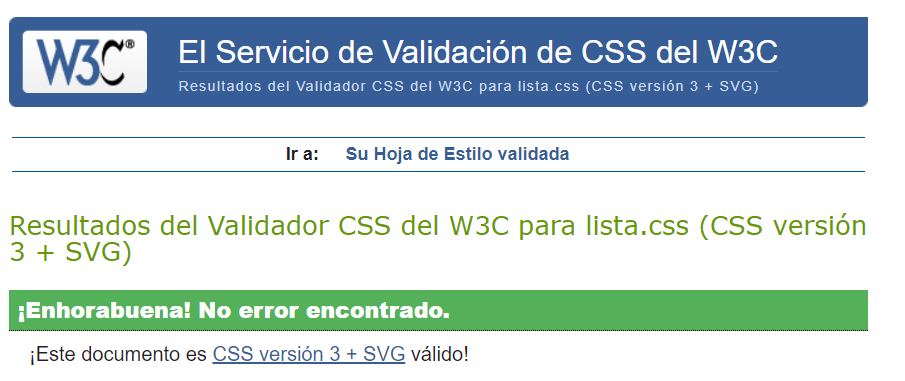 W3C®
El Servicio de Validación de CSS del W3C
Resultados del Validador CSS del W3C para lista.css (CSS versión 3 + SVG)
Ir a: Su Hoja de Estilo validada
Resultados del Validador CSS del W3C para lista.css (CSS versión
3 + SVG)
¡Enhorabuena! No error encontrado.
¡Este documento es CSS versión 3 + SVG válido!